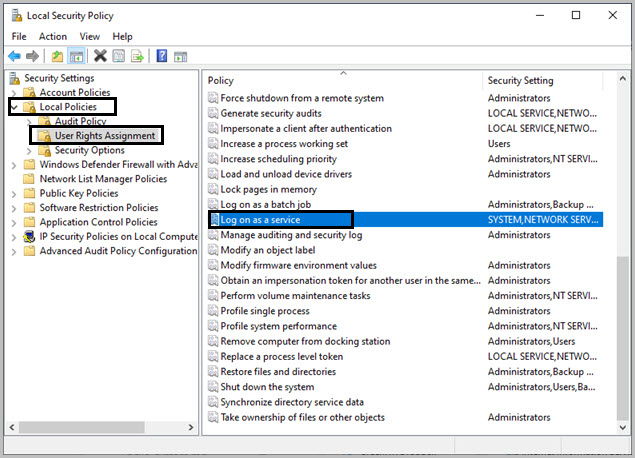 Local Security Policy
File Action View Help
Security Settings
Account Policies
Local Policies
Audit Policy
User Rights Assignment
Security Options
Windows Defender Firewall with Adva
Network List Manager Policies
Public Key Policies
Software Restriction Policies
Application Control Policies
IP Security Policies on Local Compute
Advanced Audit Policy Configuration
Policy Security Setting
Force shutdown from a remote system Administrators
Generate security audits LOCAL SERVICE,NETWO...
Impersonate a client after authentication LOCAL SERVICE,NETWO...
Increase a process working set Users
Increase scheduling priority Administrators,NT SERVI...
Load and unload device drivers Administrators
Lock pages in memory
Log on as a batch job Administrators,Backup ...
Log on as a service SYSTEM,NETWORK SERV...
Manage auditing and security log Administrators
Modify an object label
Modify firmware environment values Administrators
Obtain an impersonation token for another user in the same... Administrators
Perform volume maintenance tasks Administrators,NT SERVI...
Profile single process Administrators
Profile system performance Administrators,NT SERVI...
Remove computer from docking station Administrators,Users
Replace a process level token LOCAL SERVICE,NETWO...
Restore files and directories Administrators,Backup ...
Shut down the system Administrators,Users,Ba...
Synchronize directory service data
Take ownership of files or other objects Administrators